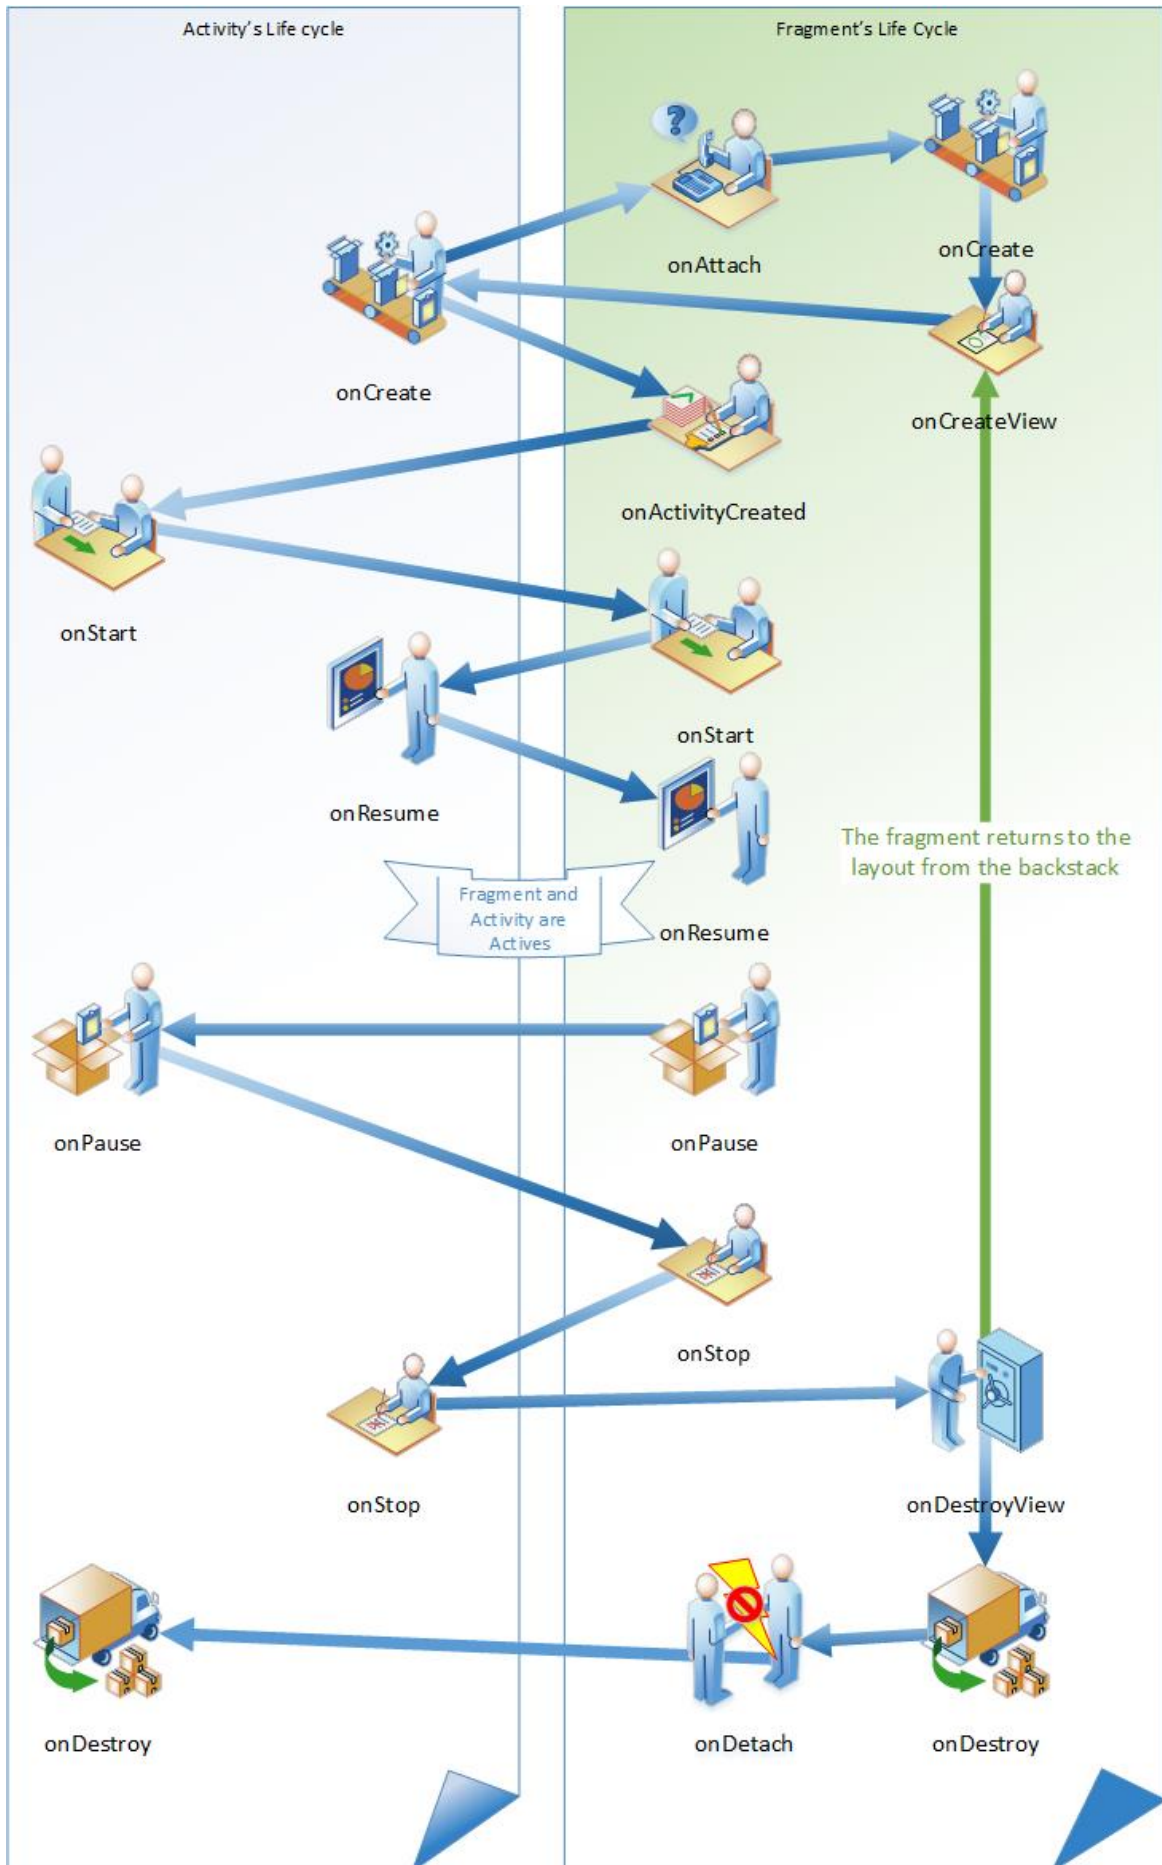 Activity's Life cycle
Fragment's Life Cycle
?
onCreate
onAttach
onCreate
onCreateView
onActivityCreated
onStart
onStart
onResume
The fragment returns to the
layout from the backstack
Fragment and
Activity are
Actives
onResume
onPause
onPause
onStop
onStop
onDestroyView
onDestroy
onDetach
onDestroy